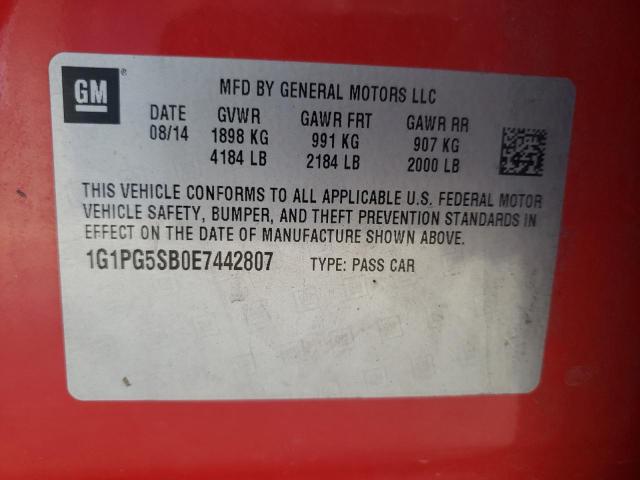 GM®
MFD BY GENERAL MOTORS LLC
DATE GVWR GAWR FRT GAWR RR
08/14 1898 KG 991 KG 907 KG
4184 LB 2184 LB 2000 LB
THIS VEHICLE CONFORMS TO ALL APPLICABLE U.S. FEDERAL MOTOR
VEHICLE SAFETY, BUMPER, AND THEFT PREVENTION STANDARDS IN
EFFECT ON THE DATE OF MANUFACTURE SHOWN ABOVE.
1G1PG5SB0E7442807 TYPE: PASS CAR